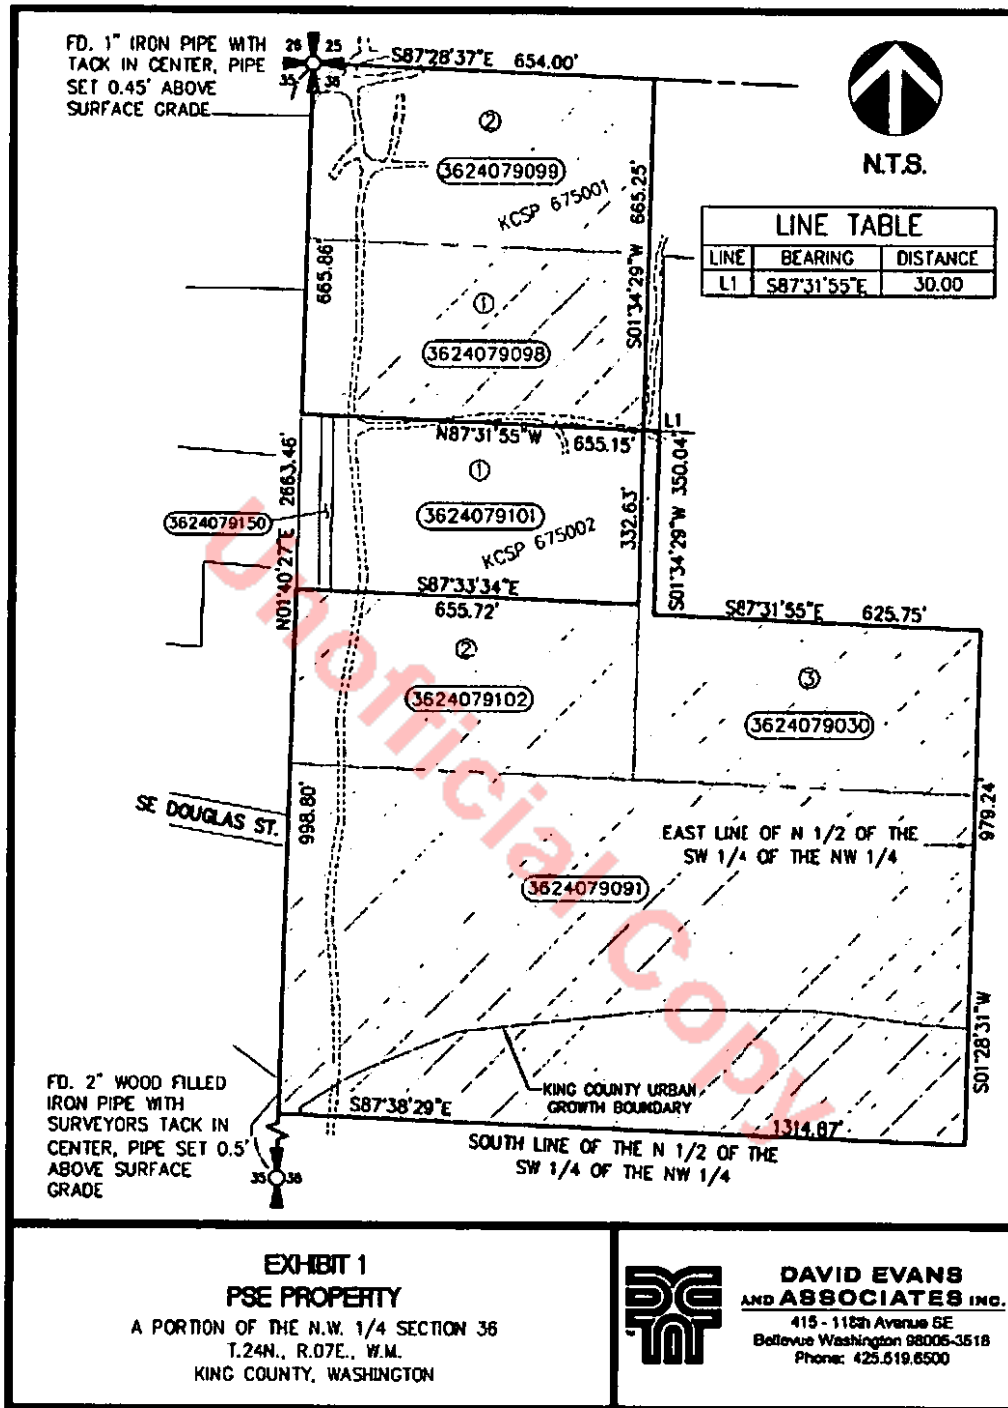 FD. 1" IRON PIPE WITH
TACK IN CENTER, PIPE
SET 0.45' ABOVE
SURFACE GRADE
26 25
35 36
S87°28'37"E 654.00'
N.T.S.
LINE TABLE
LINE BEARING DISTANCE
L1 S87°31'55"E 30.00
2
3624079099
KCSP 675001
665.86'
S01°34'29"W 665.25'
1
3624079098
L1
N87°31'55"W 655.15'
1
3624079101
KCSP 675002
3624079150
N01°40'27"E 2663.46'
332.63'
S01°34'29"W 350.04'
S87°33'34"E
655.72'
S87°31'55"E 625.75'
2
3624079102
3
3624079030
SE DOUGLAS ST.
998.80'
979.24'
EAST LINE OF N 1/2 OF THE
SW 1/4 OF THE NW 1/4
3624079091
S01°28'31"W
KING COUNTY URBAN
GROWTH BOUNDARY
S87°38'29"E
1314.87'
SOUTH LINE OF THE N 1/2 OF THE
SW 1/4 OF THE NW 1/4
FD. 2" WOOD FILLED
IRON PIPE WITH
SURVEYORS TACK IN
CENTER, PIPE SET 0.5'
ABOVE SURFACE
GRADE
35 36
Unofficial Copy
EXHIBIT 1
PSE PROPERTY
A PORTION OF THE N.W. 1/4 SECTION 36
T.24N., R.07E., W.M.
KING COUNTY, WASHINGTON
DAVID EVANS
AND ASSOCIATES INC.
415 - 118th Avenue SE
Bellevue Washington 98005-3518
Phone: 425.519.6500